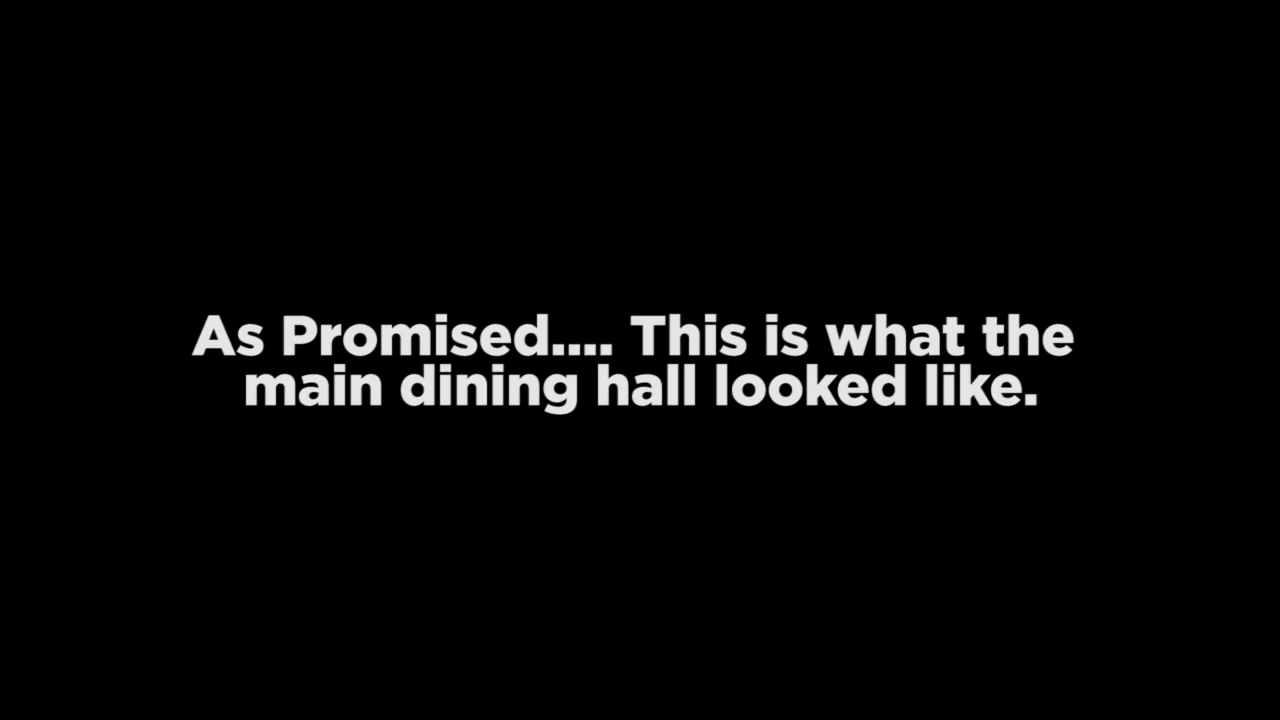 As Promised.... This is what the
main dining hall looked like.